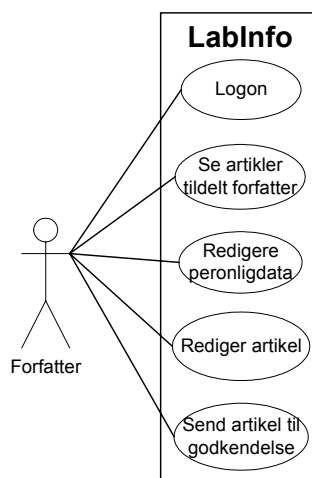 LabInfo
Logon
Se artikler
tildelt forfatter
Redigere
peronligdata
Rediger artikel
Send artikel til
godkendelse
Forfatter